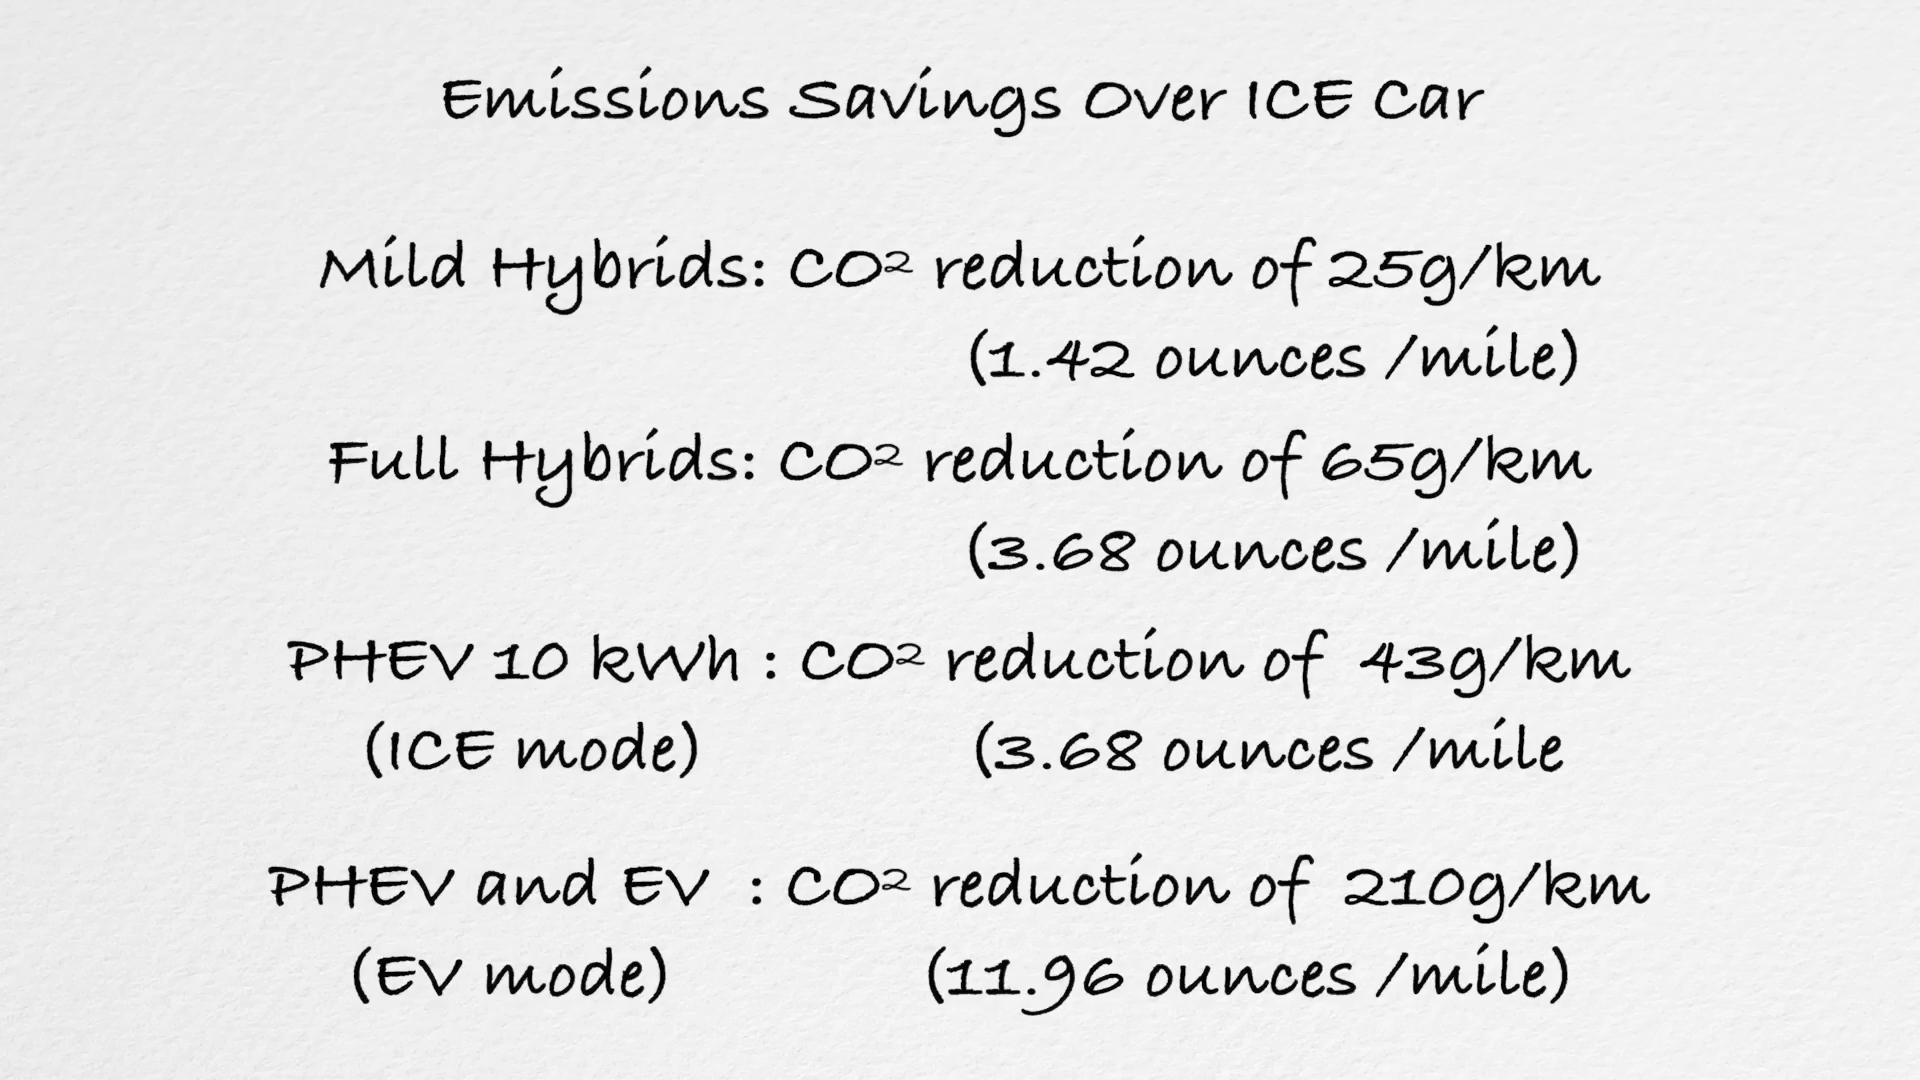 Emissions Savings Over ICE Car
Mild Hybrids: CO² reduction of 25g/km
(1.42 ounces /mile)
Full Hybrids: CO² reduction of 65g/km
(3.68 ounces /mile)
PHEV 10 kWh : CO² reduction of 43g/km
(ICE mode) (3.68 ounces /mile
PHEV and EV : CO² reduction of 210g/km
(EV mode) (11.96 ounces /mile)